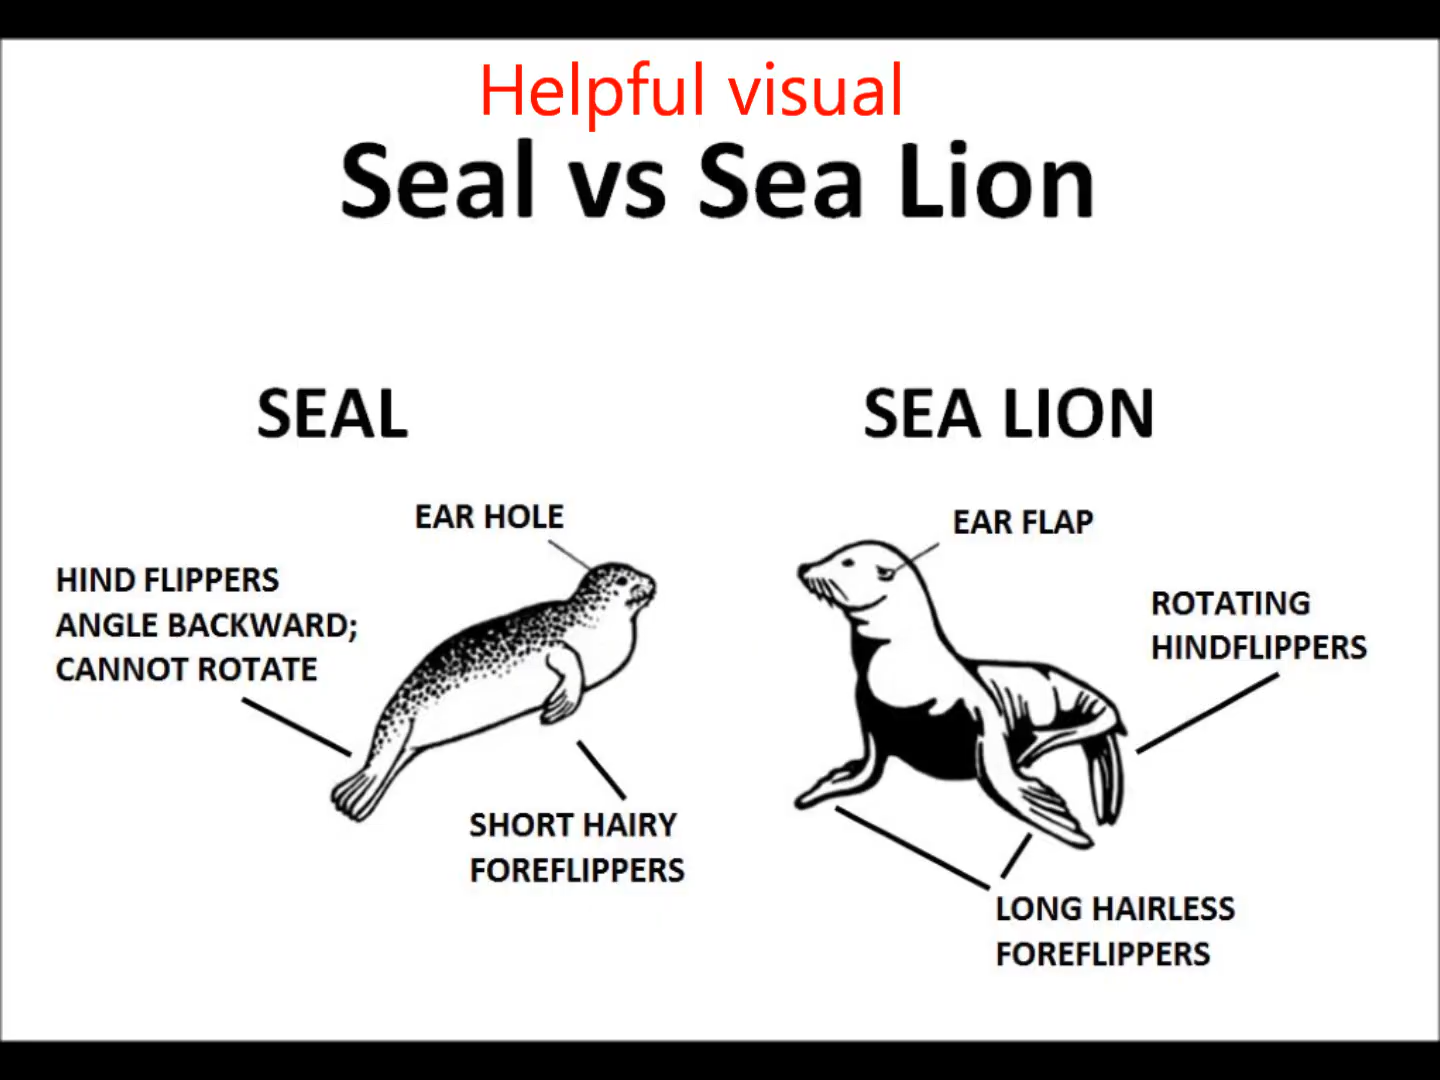 Helpful visual
Seal vs Sea Lion
SEAL
SEA LION
EAR HOLE
HIND FLIPPERS
ANGLE BACKWARD;
CANNOT ROTATE
SHORT HAIRY
FOREFLIPPERS
EAR FLAP
ROTATING
HINDFLIPPERS
LONG HAIRLESS
FOREFLIPPERS